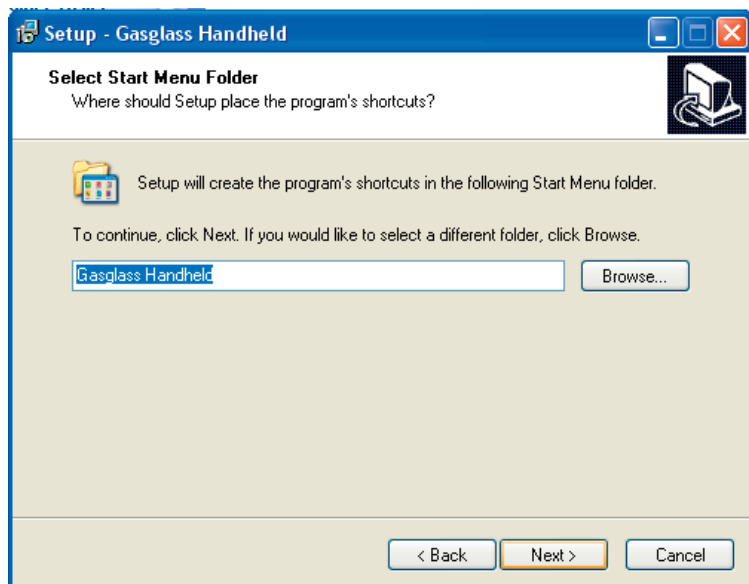 Setup - Gasglass Handheld
Select Start Menu Folder
Where should Setup place the program's shortcuts?
Setup will create the program's shortcuts in the following Start Menu folder.
To continue, click Next. If you would like to select a different folder, click Browse.
Gasglass Handheld
Browse...
< Back
Next >
Cancel